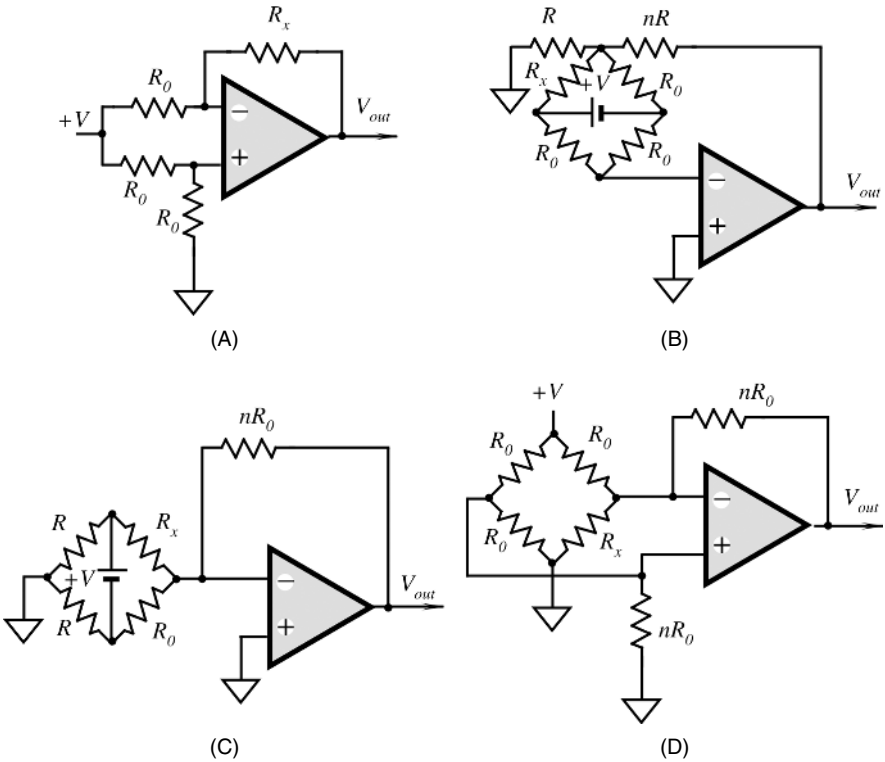 R_x
R_0
+V
V_out
−
+
R_0
R_0
(A)
R
nR
R_x
+V
R_0
R_0
R_0
−
+
V_out
(B)
nR_0
R
R_x
+V
R
R_0
−
+
V_out
(C)
+V
nR_0
R_0
R_0
V_out
−
R_0
R_x
+
nR_0
(D)